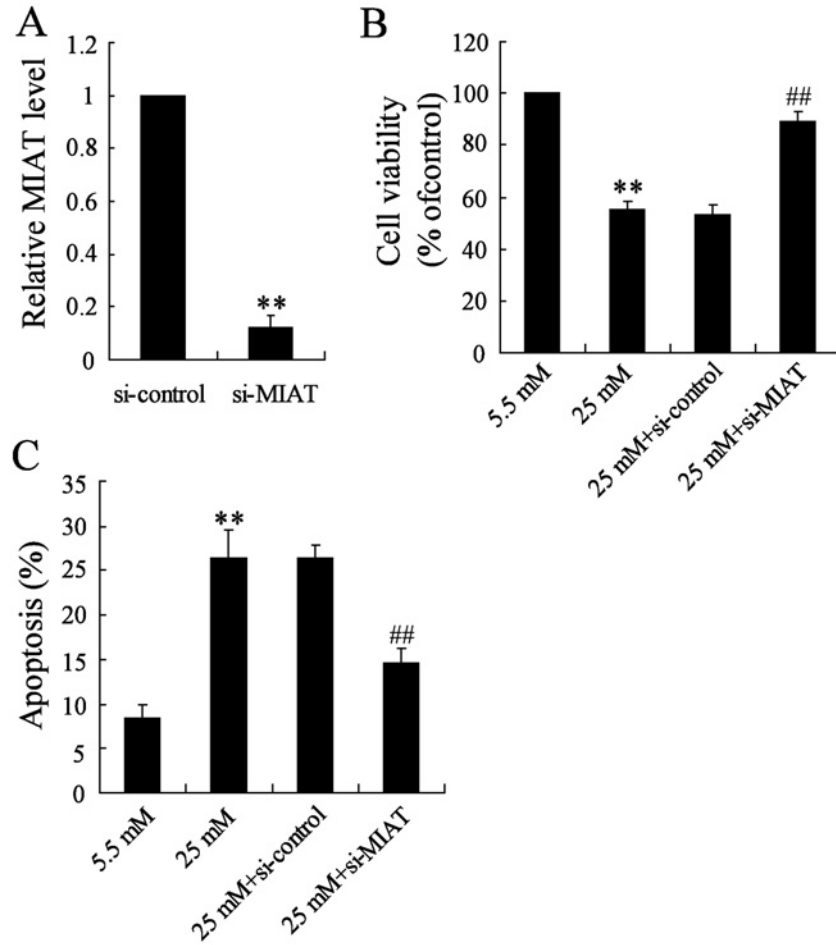 A
Relative MIAT level
1.2
1
0.8
0.6
0.4
0.2
0
**
si-control si-MIAT
B
Cell viability
(% ofcontrol)
120
100
80
60
40
20
0
**
##
5.5 mM
25 mM
25 mM+si-control
25 mM+si-MIAT
C
Apoptosis (%)
35
30
25
20
15
10
5
0
**
##
5.5 mM
25 mM
25 mM+si-control
25 mM+si-MIAT